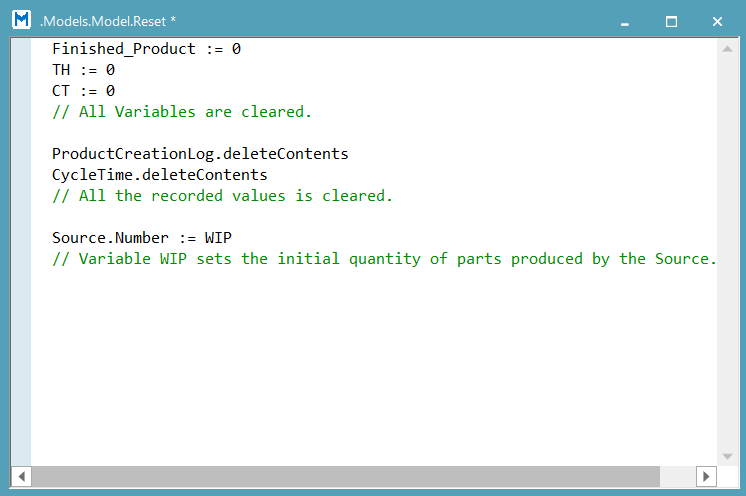 .Models.Model.Reset *
Finished_Product := 0
TH := 0
CT := 0
// All Variables are cleared.
ProductCreationLog.deleteContents
CycleTime.deleteContents
// All the recorded values is cleared.
Source.Number := WIP
// Variable WIP sets the initial quantity of parts produced by the Source.